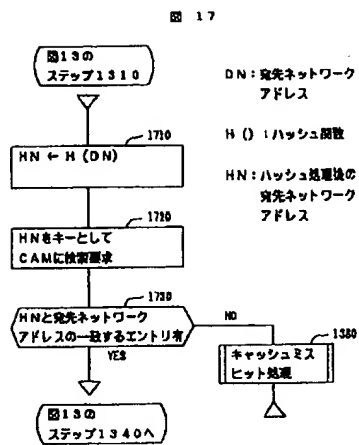 図 17
図13の
ステップ1310
DN:宛先ネットワーク
アドレス
H ():ハッシュ関数
HN:ハッシュ処理後の
宛先ネットワーク
アドレス
1710
HN ← H (DN)
1720
HNをキーとして
CAMに検索要求
1730
HNと宛先ネットワーク
アドレスの一致するエントリ有
NO
YES
1380
キャッシュミス
ヒット処理
図13の
ステップ1340へ